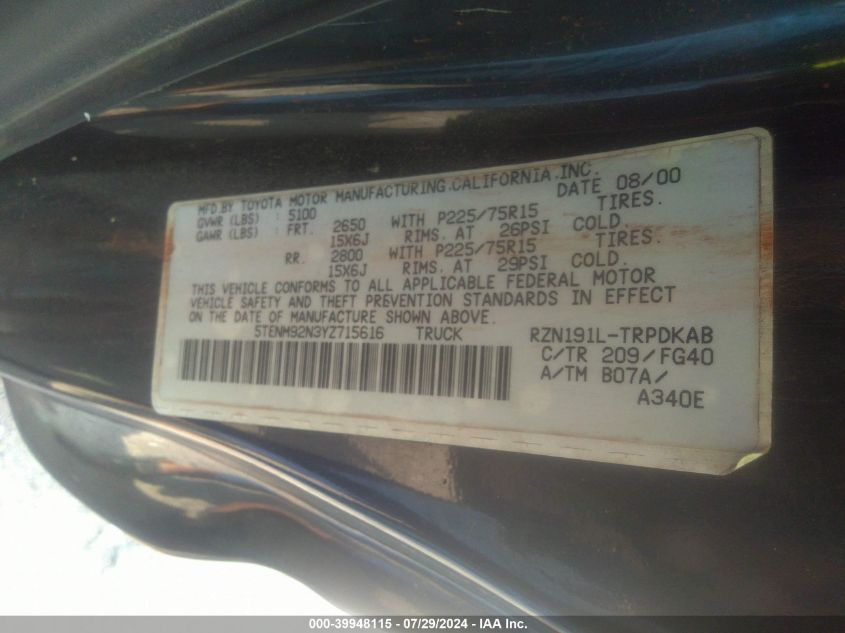 MFD.BY TOYOTA MOTOR MANUFACTURING.CALIFORNIA.INC.
GVWR (LBS) : 5100 DATE 08/00
GAWR (LBS) : FRT. 2650 WITH P225/75R15 TIRES.
15X6J RIMS. AT 26PSI COLD.
RR. 2800 WITH P225/75R15 TIRES.
15X6J RIMS. AT 29PSI COLD.
THIS VEHICLE CONFORMS TO ALL APPLICABLE FEDERAL MOTOR
VEHICLE SAFETY AND THEFT PREVENTION STANDARDS IN EFFECT
ON THE DATE OF MANUFACTURE SHOWN ABOVE.
5TENM92N3YZ715616 TRUCK RZN191L-TRPDKAB
C/TR 209/FG40
A/TM B07A/
A340E
000-39948115 - 07/29/2024 - IAAI Inc.